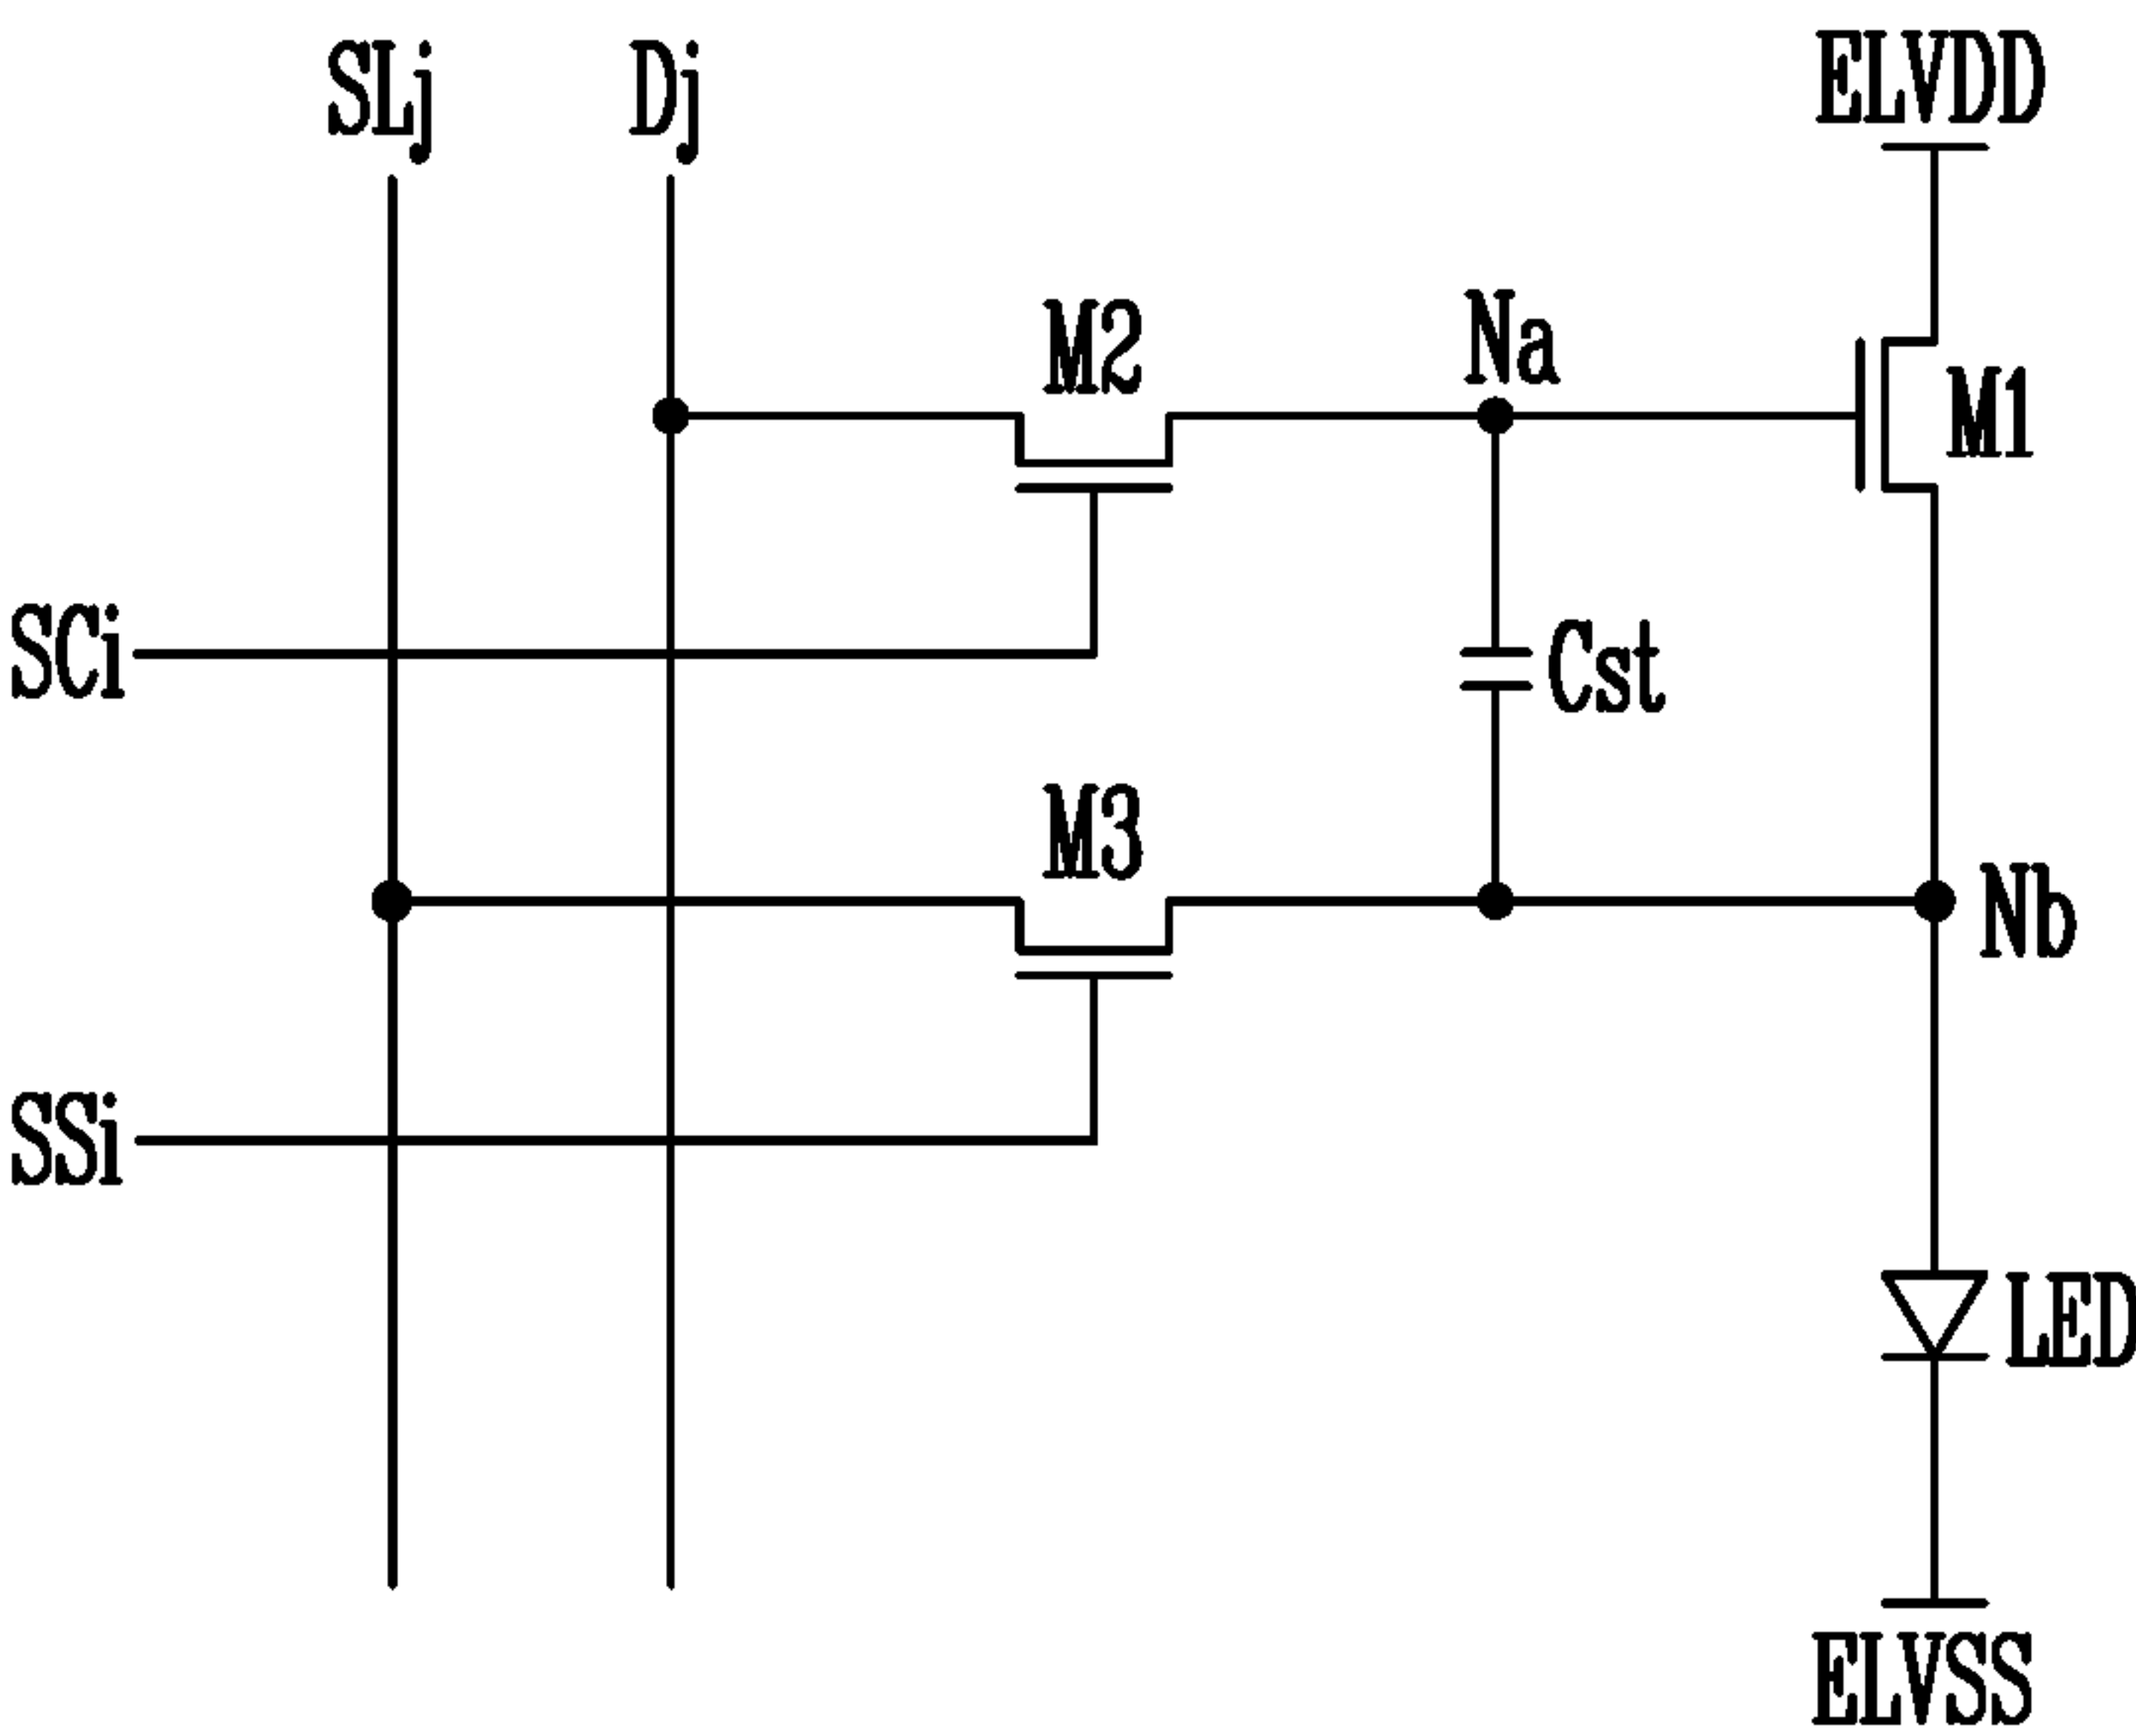 SLj
Dj
ELVDD
M2
Na
M1
SCi
Cst
M3
Nb
SSi
LED
ELVSS